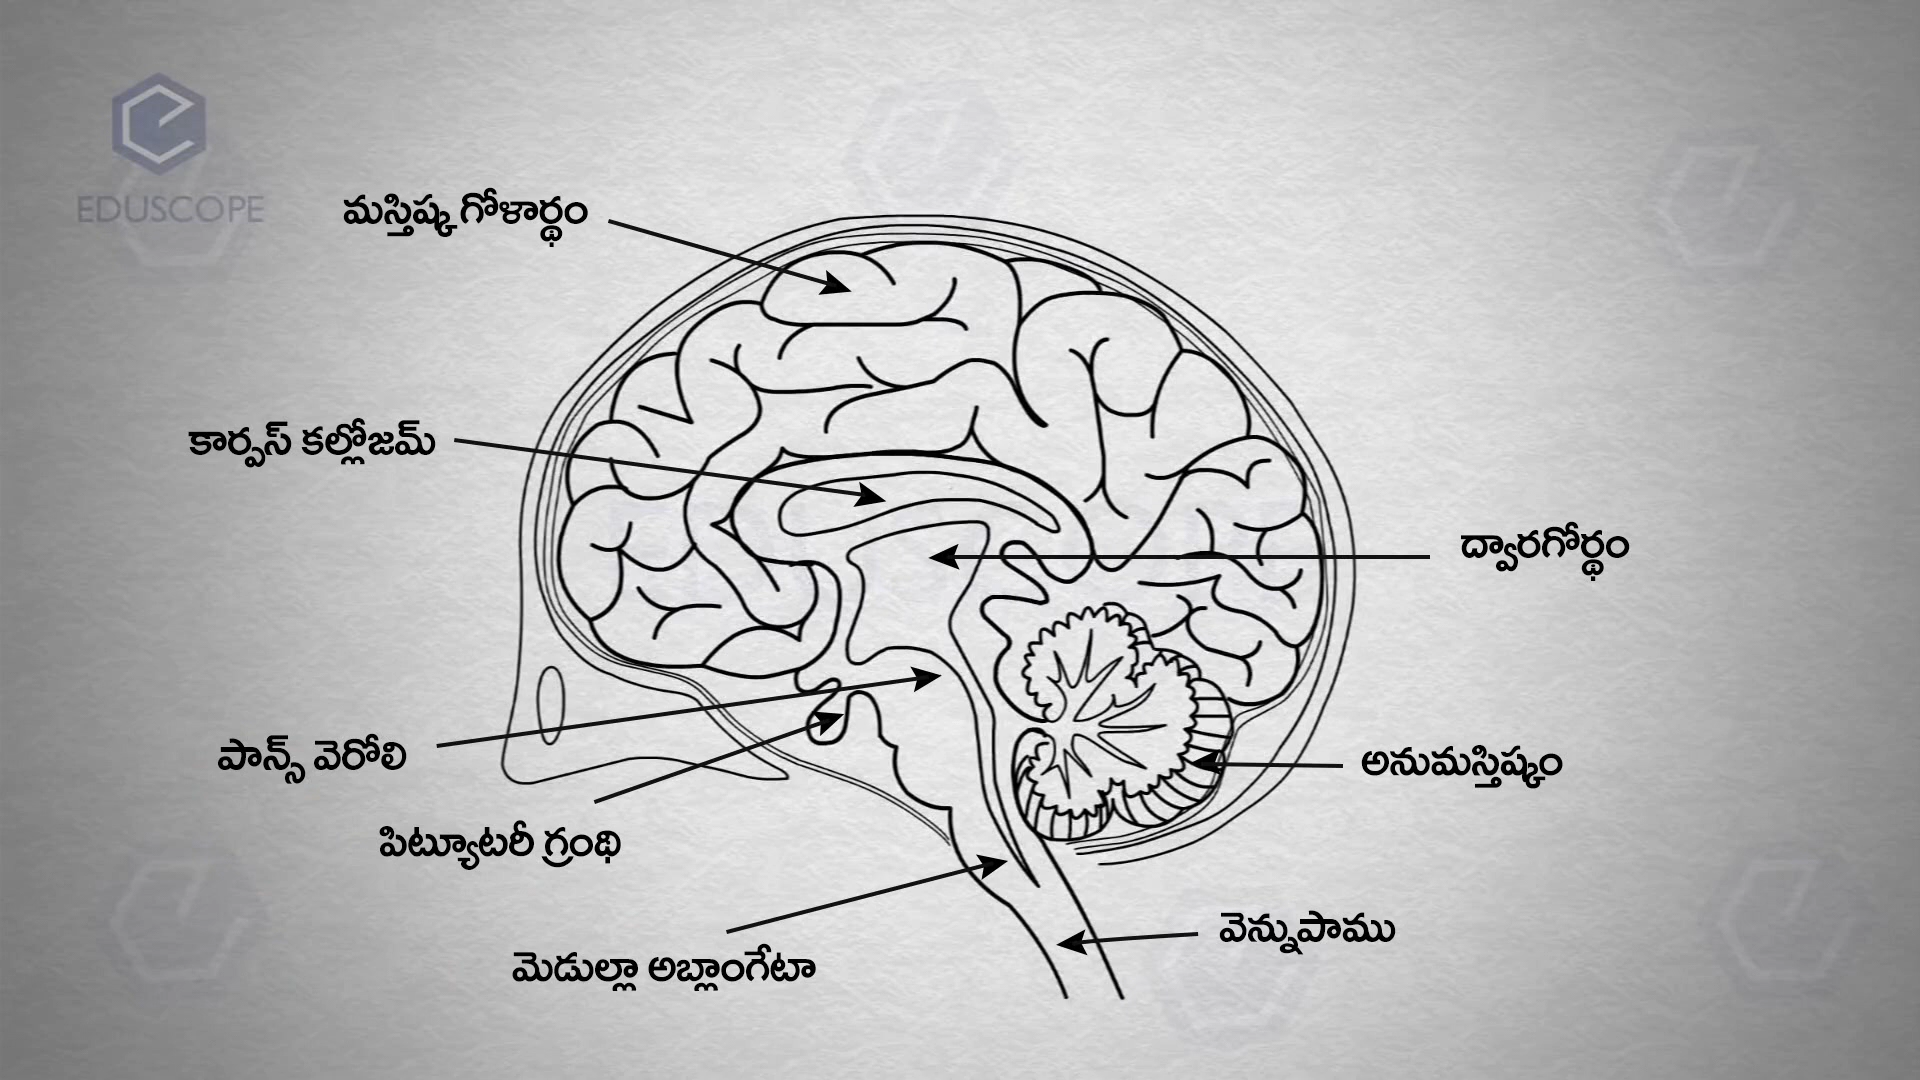 EDUSCOPE
మస్తిష్క గోళార్థం
కార్పస్ కల్లోజమ్
ద్వారగోర్థం
పాన్స్ వెరోలి
అనుమస్తిష్కం
పిట్యూటరీ గ్రంథి
వెన్నుపాము
మెడుల్లా అబ్లాంగేటా